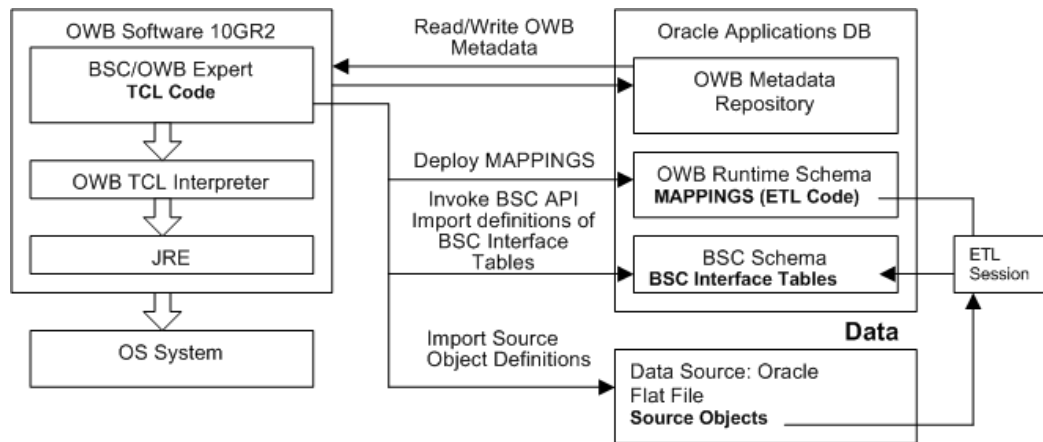 OWB Software 10GR2
BSC/OWB Expert
TCL Code
OWB TCL Interpreter
JRE
OS System
Read/Write OWB
Metadata
Deploy MAPPINGS
Invoke BSC API
Import definitions of
BSC Interface
Tables
Import Source
Object Definitions
Oracle Applications DB
OWB Metadata
Repository
OWB Runtime Schema
MAPPINGS (ETL Code)
BSC Schema
BSC Interface Tables
ETL
Session
Data
Data Source: Oracle
Flat File
Source Objects